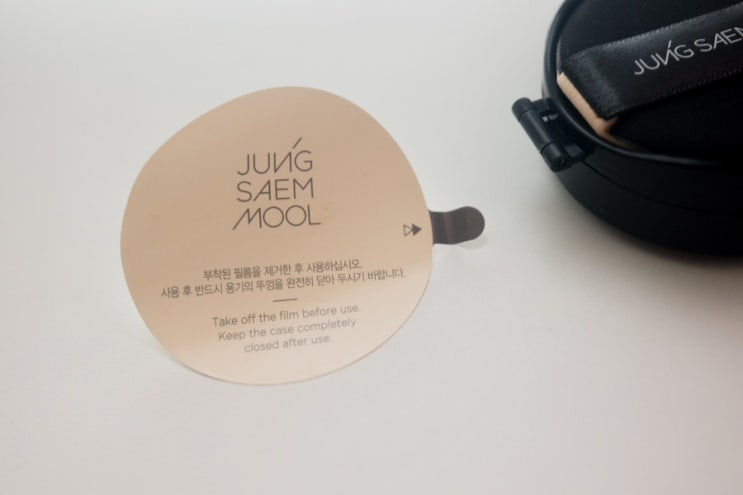 JUNG
SAEM
MOOL
부착된 필름을 제거한 후 사용하십시오.
사용 후 반드시 용기의 뚜껑을 완전히 닫아 두시기 바랍니다.
Take off the film before use.
Keep the case completely
closed after use.
JUNG SAEM